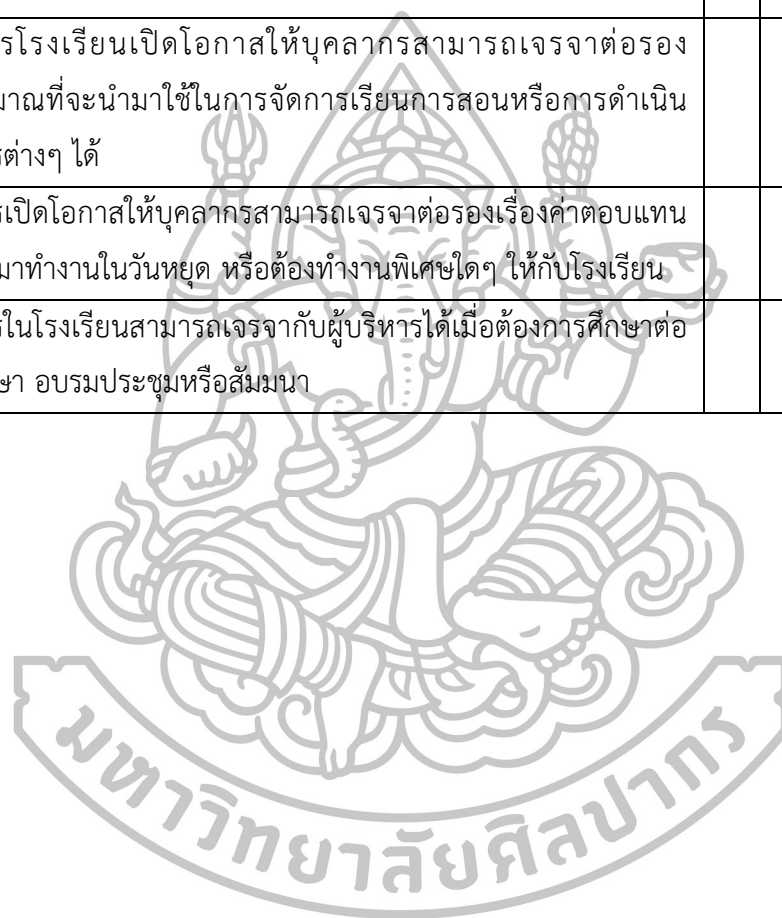 รโรงเรียนเปิดโอกาสให้บุคลากรสามารถเจรจาต่อรอง
มาณที่จะนำมาใช้ในการจัดการเรียนการสอนหรือการดำเนิน
ต่างๆ ได้
เปิดโอกาสให้บุคลากรสามารถเจรจาต่อรองเรื่องค่าตอบแทน
มาทำงานในวันหยุด หรือต้องทำงานพิเศษใดๆ ให้กับโรงเรียน
ในโรงเรียนสามารถเจรจากับผู้บริหารได้เมื่อต้องการศึกษาต่อ
ษา อบรมประชุมหรือสัมมนา
มหาวิทยาลัยศิลปากร